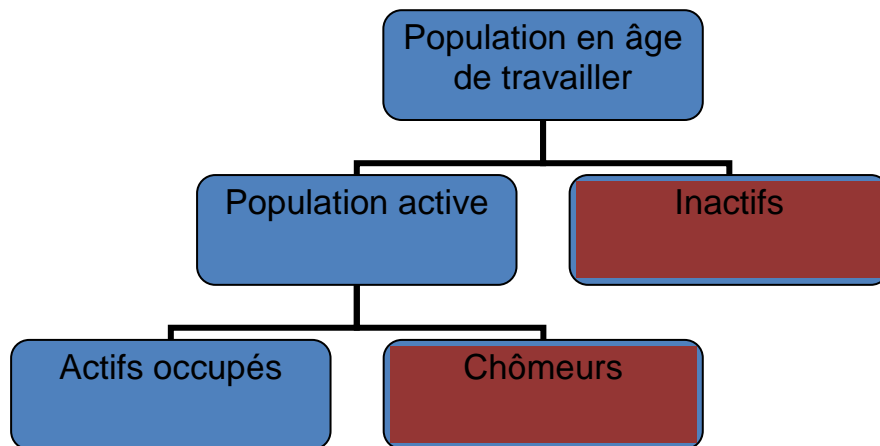 Population en âge
de travailler
Population active
Inactifs
Actifs occupés
Chômeurs